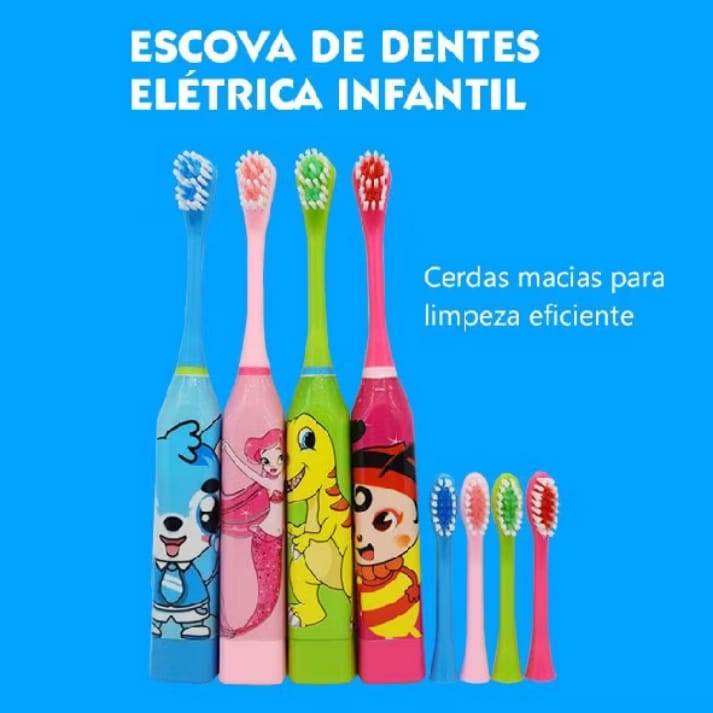 ESCOVA DE DENTES
ELÉTRICA INFANTIL
Cerdas macias para
limpeza eficiente